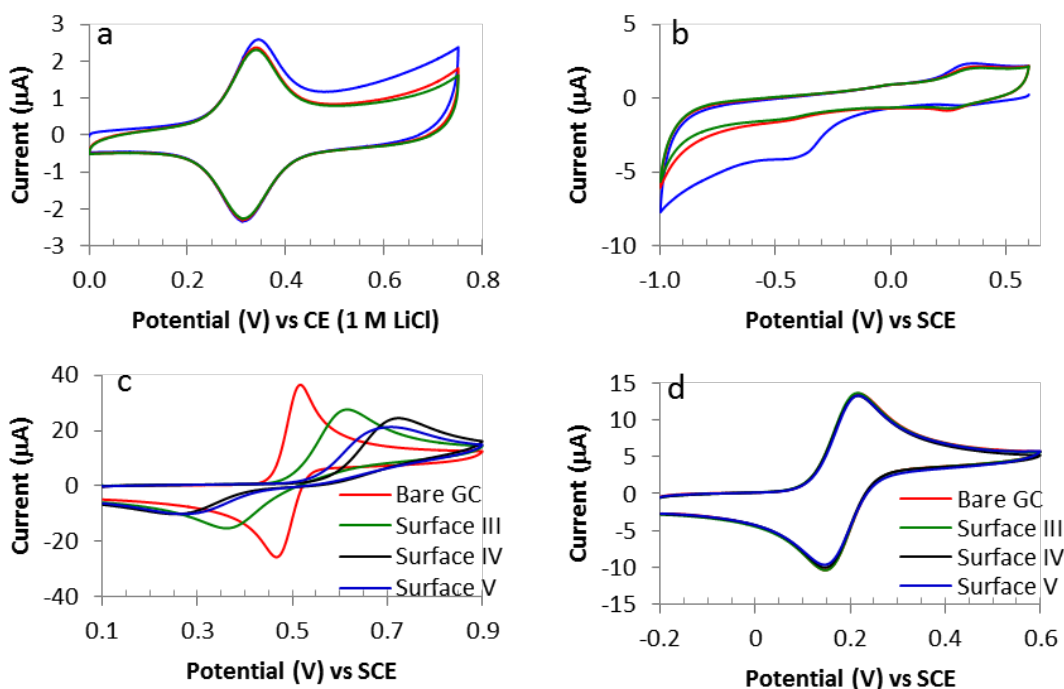 a
Current (µA)
3
2
1
0
-1
-2
-3
0.0 0.2 0.4 0.6 0.8
Potential (V) vs CE (1 M LiCl)
b
Current (µA)
5
0
-5
-10
-1.0 -0.5 0.0 0.5
Potential (V) vs SCE
c
Current (µA)
40
20
0
-20
-40
Bare GC
Surface III
Surface IV
Surface V
0.1 0.3 0.5 0.7 0.9
Potential (V) vs SCE
d
Current (µA)
15
10
5
0
-5
-10
-15
Bare GC
Surface III
Surface IV
Surface V
-0.2 0 0.2 0.4 0.6
Potential (V) vs SCE